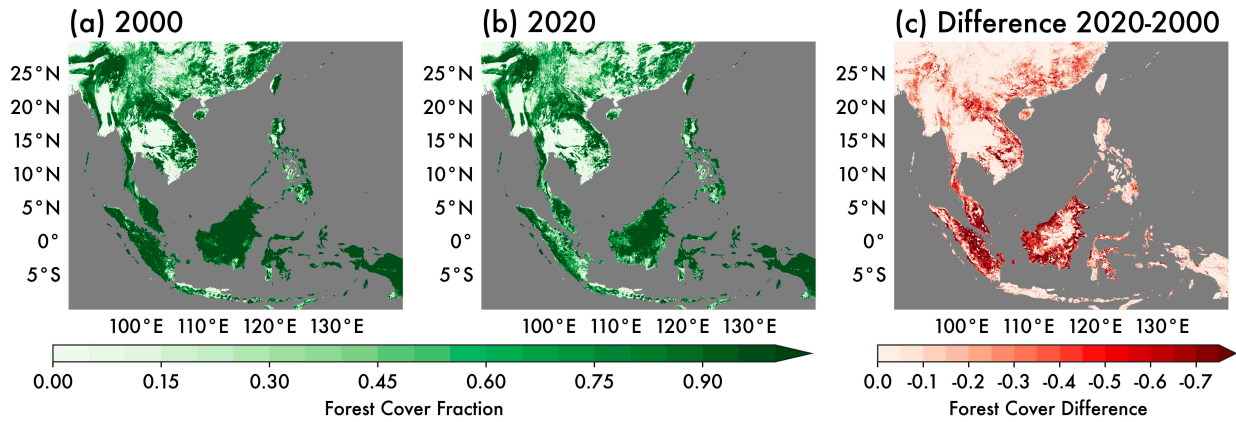 (a) 2000
(b) 2020
(c) Difference 2020-2000
25°N
20°N
15°N
10°N
5°N
0°
5°S
25°N
20°N
15°N
10°N
5°N
0°
5°S
25°N
20°N
15°N
10°N
5°N
0°
5°S
100°E 110°E 120°E 130°E
100°E 110°E 120°E 130°E
100°E 110°E 120°E 130°E
0.00 0.15 0.30 0.45 0.60 0.75 0.90
Forest Cover Fraction
0.0 -0.1 -0.2 -0.3 -0.4 -0.5 -0.6 -0.7
Forest Cover Difference